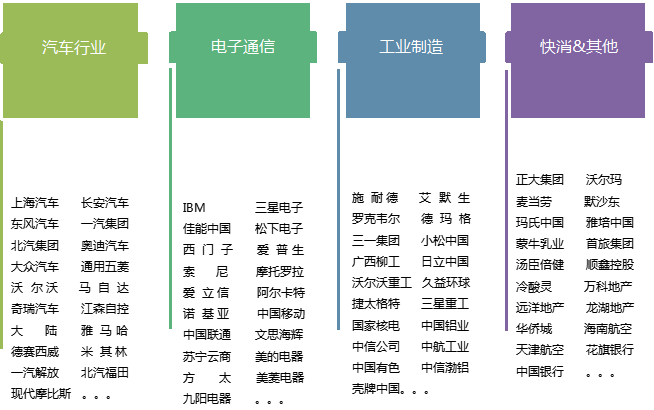 汽车行业
上海汽车 长安汽车
东风汽车 一汽集团
北汽集团 奥迪汽车
大众汽车 通用五菱
沃尔沃 马自达
奇瑞汽车 江森自控
大陆 雅马哈
德赛西威 米其林
一汽解放 北汽福田
现代摩比斯 。。。
电子通信
IBM 三星电子
佳能中国 松下电子
西门子 爱普生
索尼 摩托罗拉
爱立信 阿尔卡特
诺基亚 中国移动
中国联通 文思海辉
苏宁云商 美的电器
方太 美菱电器
九阳电器 。。。
工业制造
施耐德 艾默生
罗克韦尔 德玛格
三一集团 小松中国
广西柳工 日立中国
沃尔沃重工 久益环球
捷太格特 三星重工
国家核电 中国铝业
中信公司 中航工业
中国有色 中信渤铝
壳牌中国。。。
快消&其他
正大集团 沃尔玛
麦当劳 默沙东
玛氏中国 雅培中国
蒙牛乳业 首旅集团
汤臣倍健 顺鑫控股
冷酸灵 万科地产
远洋地产 龙湖地产
华侨城 海南航空
天津航空 花旗银行
中国银行 。。。